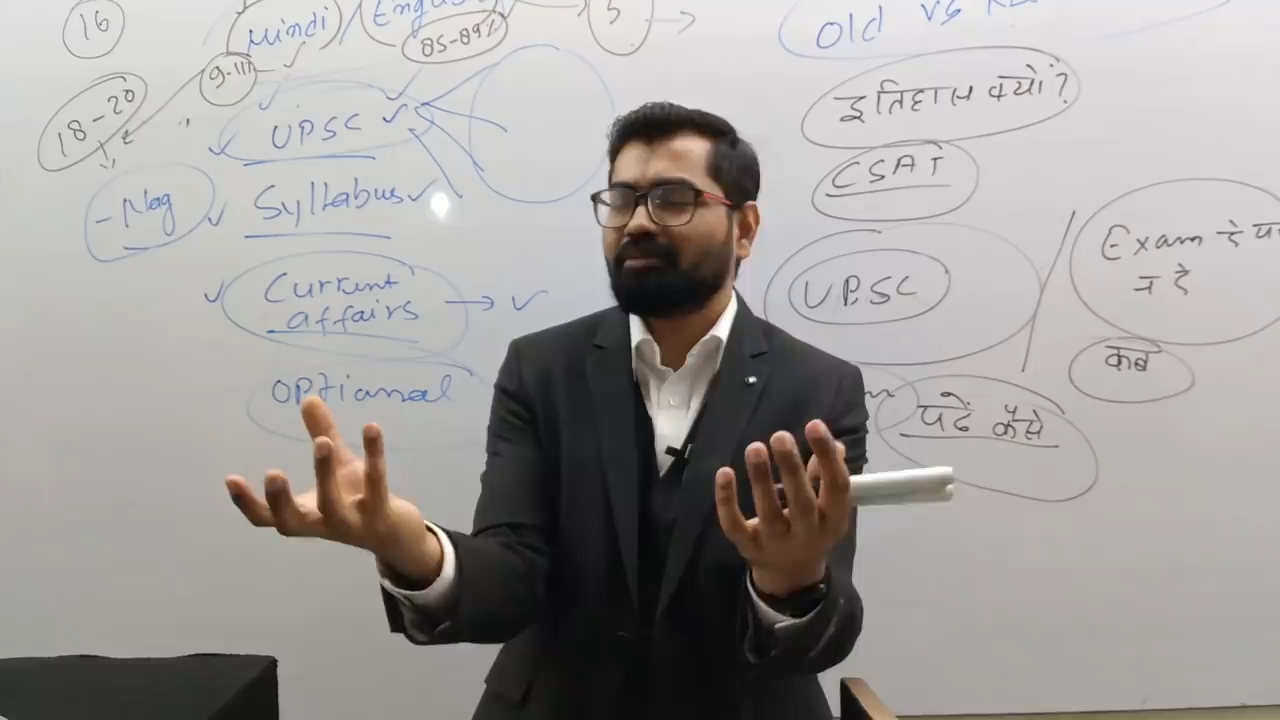 16
Hindi) / English
5
85-89%
9-11
18-20
UPSC
- Mag
Syllabus
Current
affairs
OPtional
Old vs
इतिहास क्यों?
CSAT
UPSC
Exam दे या
न दे
कब
पढें कैसे